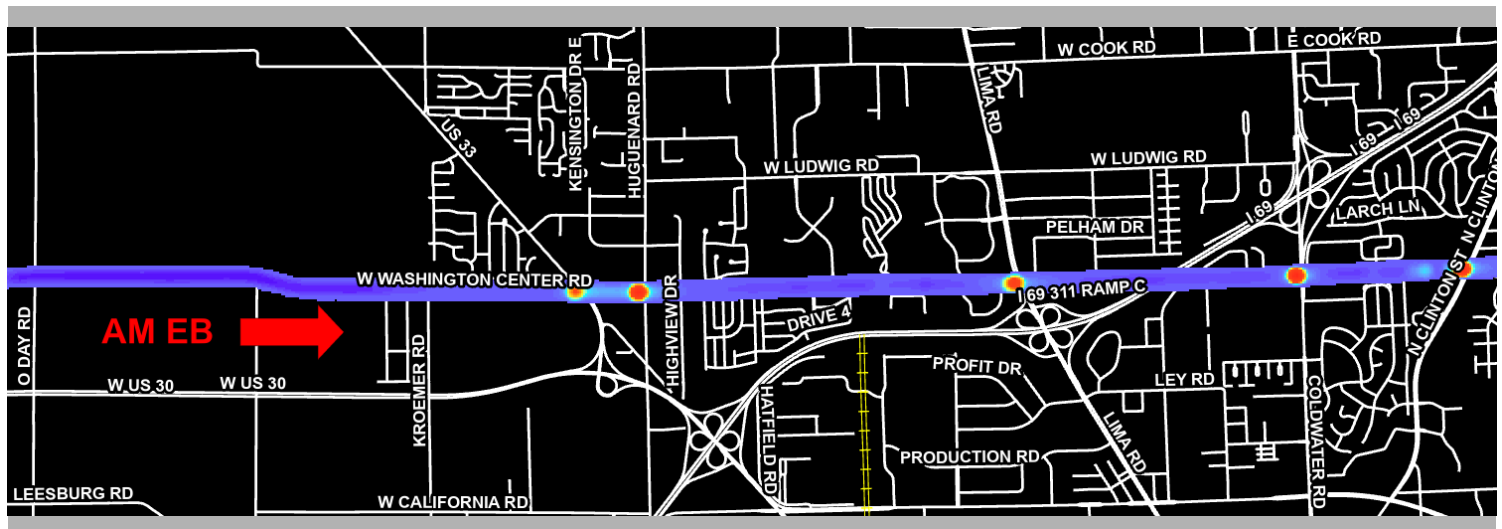 W COOK RD
E COOK RD
KENSINGTON DR E
HUGUENARD RD
LIMA RD
US 33
I 69
I 69
W LUDWIG RD
W LUDWIG RD
N CLINTON
I 69
LARCH LN
PELHAM DR
W WASHINGTON CENTER RD
HIGHVIEW DR
I 69 311 RAMP C
N CLINTON ST
AM EB
DRIVE 4
O DAY RD
KROEMER RD
PROFIT DR
LEY RD
W US 30
W US 30
HATFIELD RD
COLDWATER RD
LIMA RD
PRODUCTION RD
LEESBURG RD
W CALIFORNIA RD